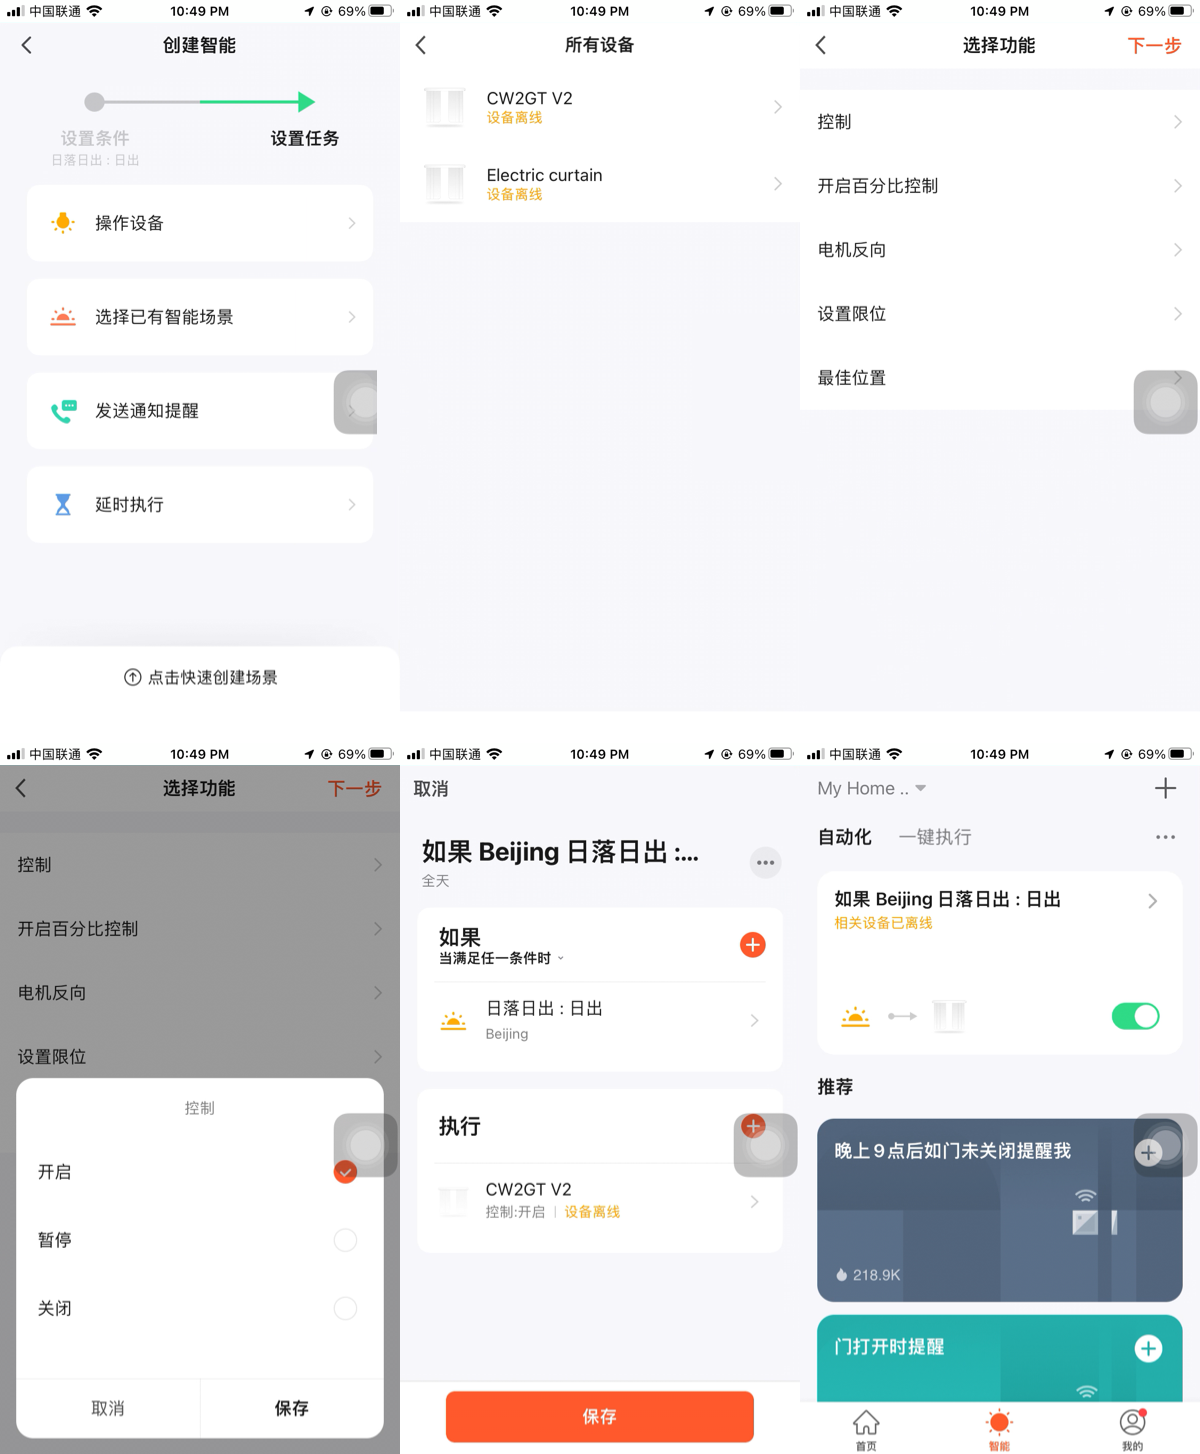 中国联通
10:49 PM
69%
创建智能
设置条件
设置任务
日落日出 : 日出
操作设备
选择已有智能场景
发送通知提醒
延时执行
点击快速创建场景
中国联通
10:49 PM
69%
所有设备
CW2GT V2
设备离线
Electric curtain
设备离线
中国联通
10:49 PM
69%
选择功能
下一步
控制
开启百分比控制
电机反向
设置限位
最佳位置
中国联通
10:49 PM
69%
选择功能
下一步
控制
开启百分比控制
电机反向
设置限位
控制
开启
暂停
关闭
取消
保存
中国联通
10:49 PM
69%
取消
如果 Beijing 日落日出 :...
全天
如果
当满足任一条件时
日落日出 : 日出
Beijing
执行
CW2GT V2
控制:开启 | 设备离线
保存
中国联通
10:49 PM
69%
My Home ..
自动化
一键执行
如果 Beijing 日落日出 : 日出
相关设备已离线
推荐
晚上 9 点后如门未关闭提醒我
218.9K
门打开时提醒
首页
智能
我的